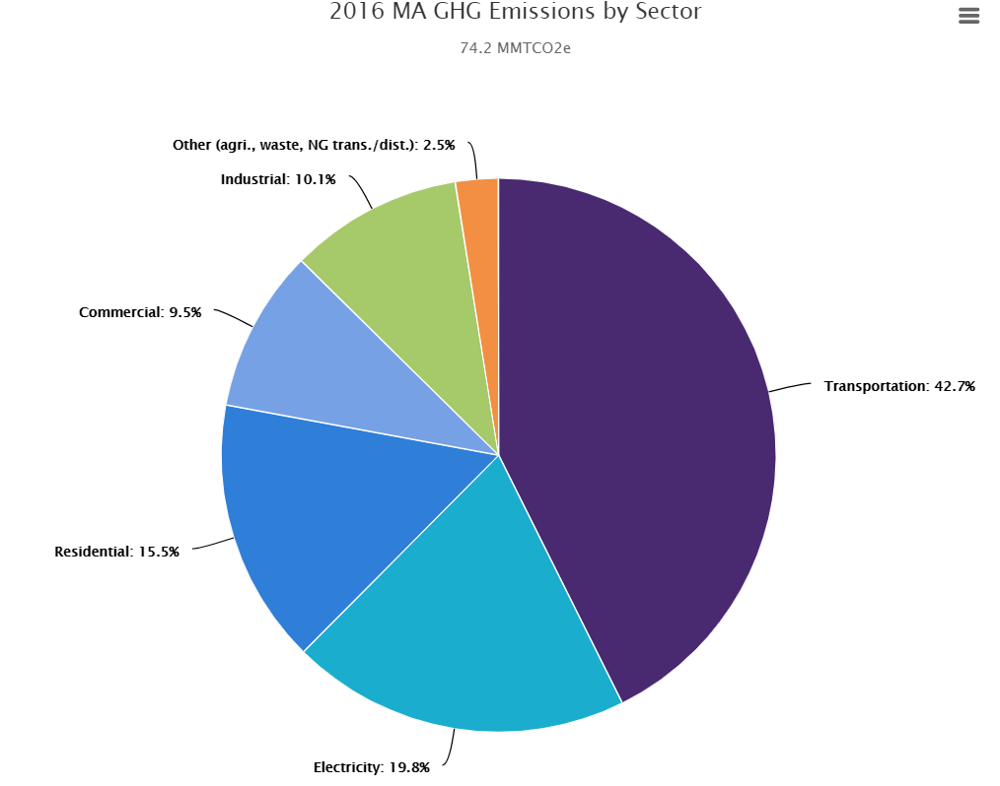 2016 MA GHG Emissions by Sector
74.2 MMTCO2e
Other (agri., waste, NG trans./dist.): 2.5%
Industrial: 10.1%
Commercial: 9.5%
Transportation: 42.7%
Residential: 15.5%
Electricity: 19.8%